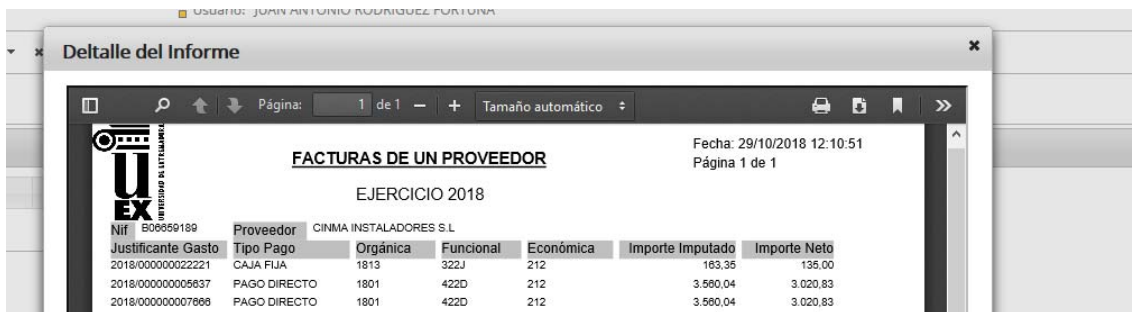 Usuario: JUAN ANTONIO RODRIGUEZ FORTUNA
Deltalle del Informe
Página: 1 de 1 Tamaño automático
UEX
UNIVERSIDAD DE EXTREMADURA
FACTURAS DE UN PROVEEDOR
Fecha: 29/10/2018 12:10:51
Página 1 de 1
EJERCICIO 2018
Nif B06659189 Proveedor CINMA INSTALADORES S.L
Justificante Gasto Tipo Pago Orgánica Funcional Económica Importe Imputado Importe Neto
2018/000000022221 CAJA FIJA 1813 322J 212 163,35 135,00
2018/000000005637 PAGO DIRECTO 1801 422D 212 3.560,04 3.020,83
2018/000000007666 PAGO DIRECTO 1801 422D 212 3.560,04 3.020,83